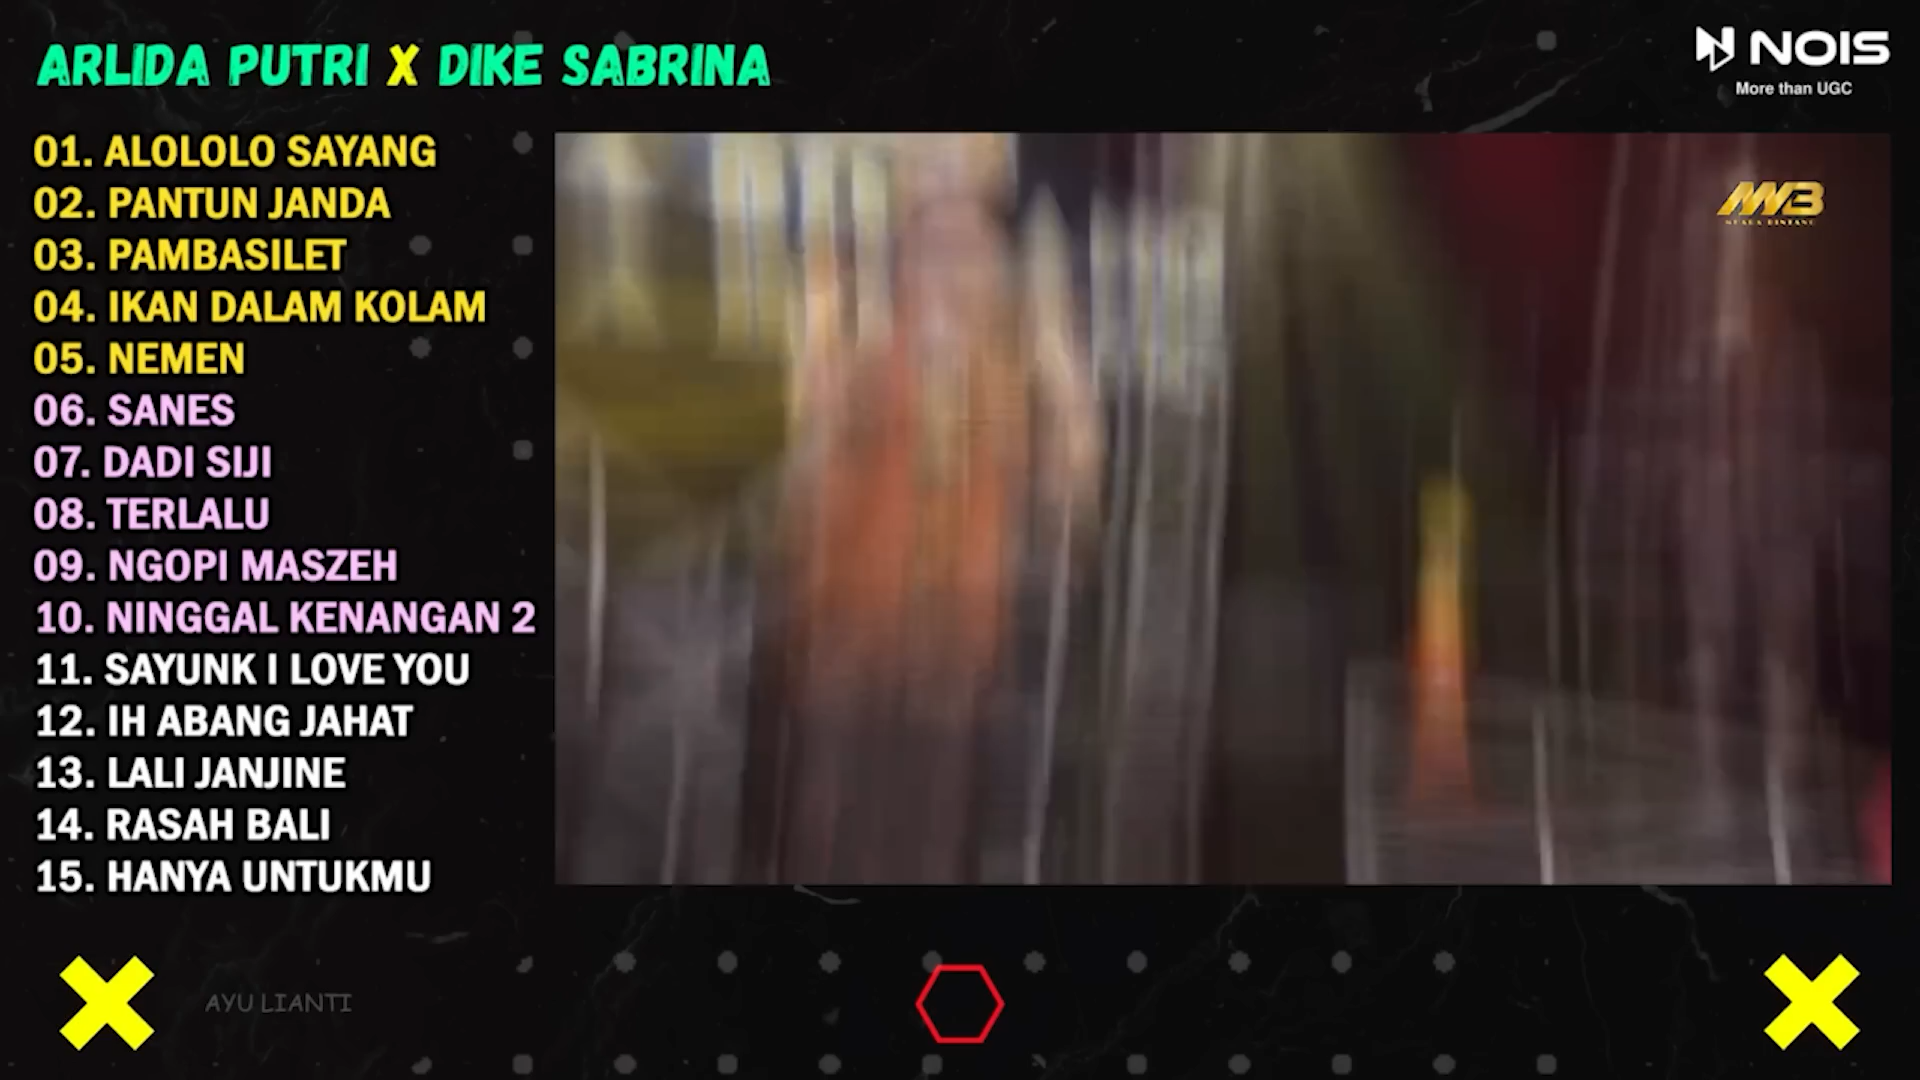 ARLIDA PUTRI X DIKE SABRINA
NOIS
More than UGC
01. ALOLOLO SAYANG
02. PANTUN JANDA
03. PAMBASILET
04. IKAN DALAM KOLAM
05. NEMEN
06. SANES
07. DADI SIJI
08. TERLALU
09. NGOPI MASZEH
10. NINGGAL KENANGAN 2
11. SAYUNK I LOVE YOU
12. IH ABANG JAHAT
13. LALI JANJINE
14. RASAH BALI
15. HANYA UNTUKMU
AYU LIANTI